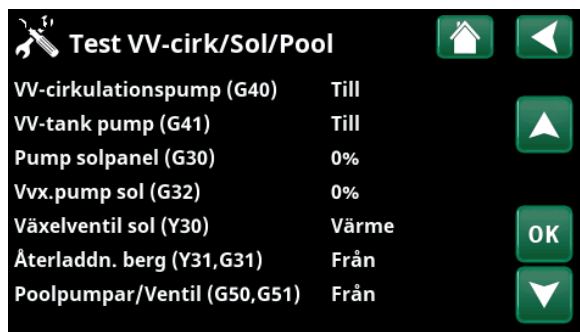 Test VV-cirk/Sol/Pool
VV-cirkulationspump (G40) Till
VV-tank pump (G41) Till
Pump solpanel (G30) 0%
Vvx.pump sol (G32) 0%
Växelventil sol (Y30) Värme
Återladdn. berg (Y31,G31) Från
Poolpumpar/Ventil (G50,G51) Från
OK